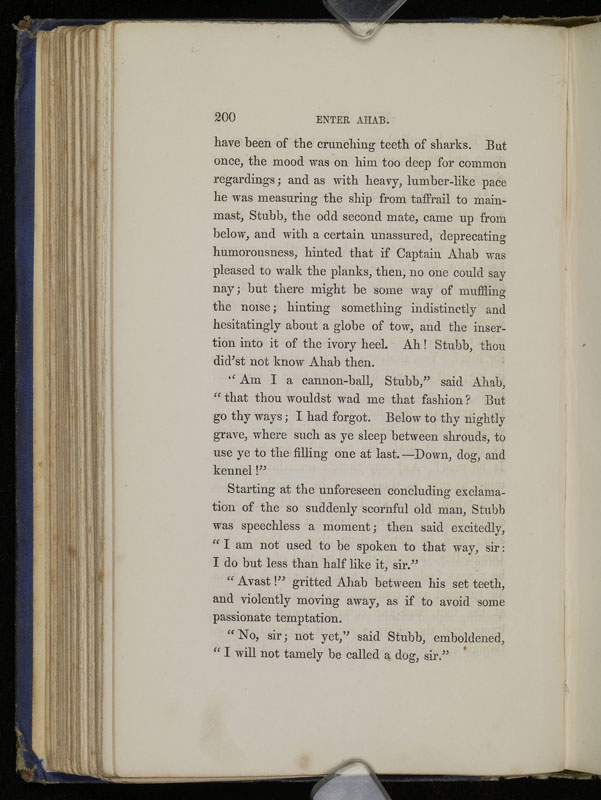 200 ENTER AHAB.
have been of the crunching teeth of sharks. But
once, the mood was on him too deep for common
regardings; and as with heavy, lumber-like pace
he was measuring the ship from taffrail to main-
mast, Stubb, the odd second mate, came up from
below, and with a certain unassured, deprecating
humorousness, hinted that if Captain Ahab was
pleased to walk the planks, then, no one could say
nay; but there might be some way of muffling
the noise; hinting something indistinctly and
hesitatingly about a globe of tow, and the inser-
tion into it of the ivory heel. Ah! Stubb, thou
did'st not know Ahab then.
"Am I a cannon-ball, Stubb," said Ahab,
"that thou wouldst wad me that fashion? But
go thy ways; I had forgot. Below to thy nightly
grave, where such as ye sleep between shrouds, to
use ye to the filling one at last.—Down, dog, and
kennel!"
Starting at the unforeseen concluding exclama-
tion of the so suddenly scornful old man, Stubb
was speechless a moment; then said excitedly,
"I am not used to be spoken to that way, sir:
I do but less than half like it, sir."
"Avast!" gritted Ahab between his set teeth,
and violently moving away, as if to avoid some
passionate temptation.
"No, sir; not yet," said Stubb, emboldened,
"I will not tamely be called a dog, sir."